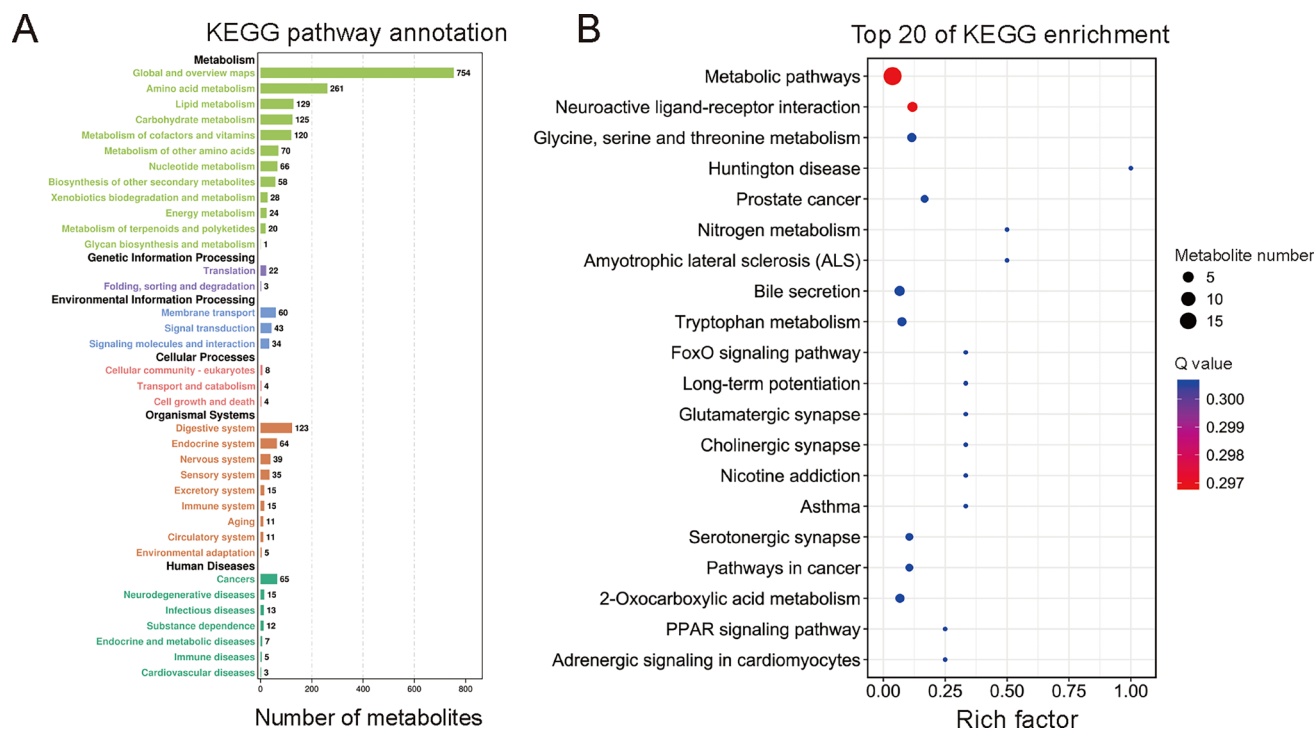 A
KEGG pathway annotation
Metabolism
Global and overview maps 754
Amino acid metabolism 261
Lipid metabolism 129
Carbohydrate metabolism 125
Metabolism of cofactors and vitamins 120
Metabolism of other amino acids 70
Nucleotide metabolism 66
Biosynthesis of other secondary metabolites 58
Xenobiotics biodegradation and metabolism 28
Energy metabolism 24
Metabolism of terpenoids and polyketides 20
Glycan biosynthesis and metabolism 1
Genetic Information Processing
Translation 22
Folding, sorting and degradation 3
Environmental Information Processing
Membrane transport 60
Signal transduction 43
Signaling molecules and interaction 34
Cellular Processes
Cellular community - eukaryotes 8
Transport and catabolism 4
Cell growth and death 4
Organismal Systems
Digestive system 123
Endocrine system 64
Nervous system 39
Sensory system 35
Excretory system 15
Immune system 15
Aging 11
Circulatory system 11
Environmental adaptation 5
Human Diseases
Cancers 65
Neurodegenerative diseases 15
Infectious diseases 13
Substance dependence 12
Endocrine and metabolic diseases 7
Immune diseases 5
Cardiovascular diseases 3
0 200 400 600 800
Number of metabolites
B
Top 20 of KEGG enrichment
Metabolic pathways
Neuroactive ligand-receptor interaction
Glycine, serine and threonine metabolism
Huntington disease
Prostate cancer
Nitrogen metabolism
Amyotrophic lateral sclerosis (ALS)
Bile secretion
Tryptophan metabolism
FoxO signaling pathway
Long-term potentiation
Glutamatergic synapse
Cholinergic synapse
Nicotine addiction
Asthma
Serotonergic synapse
Pathways in cancer
2-Oxocarboxylic acid metabolism
PPAR signaling pathway
Adrenergic signaling in cardiomyocytes
0.00 0.25 0.50 0.75 1.00
Rich factor
Metabolite number
5
10
15
Q value
0.300
0.299
0.298
0.297